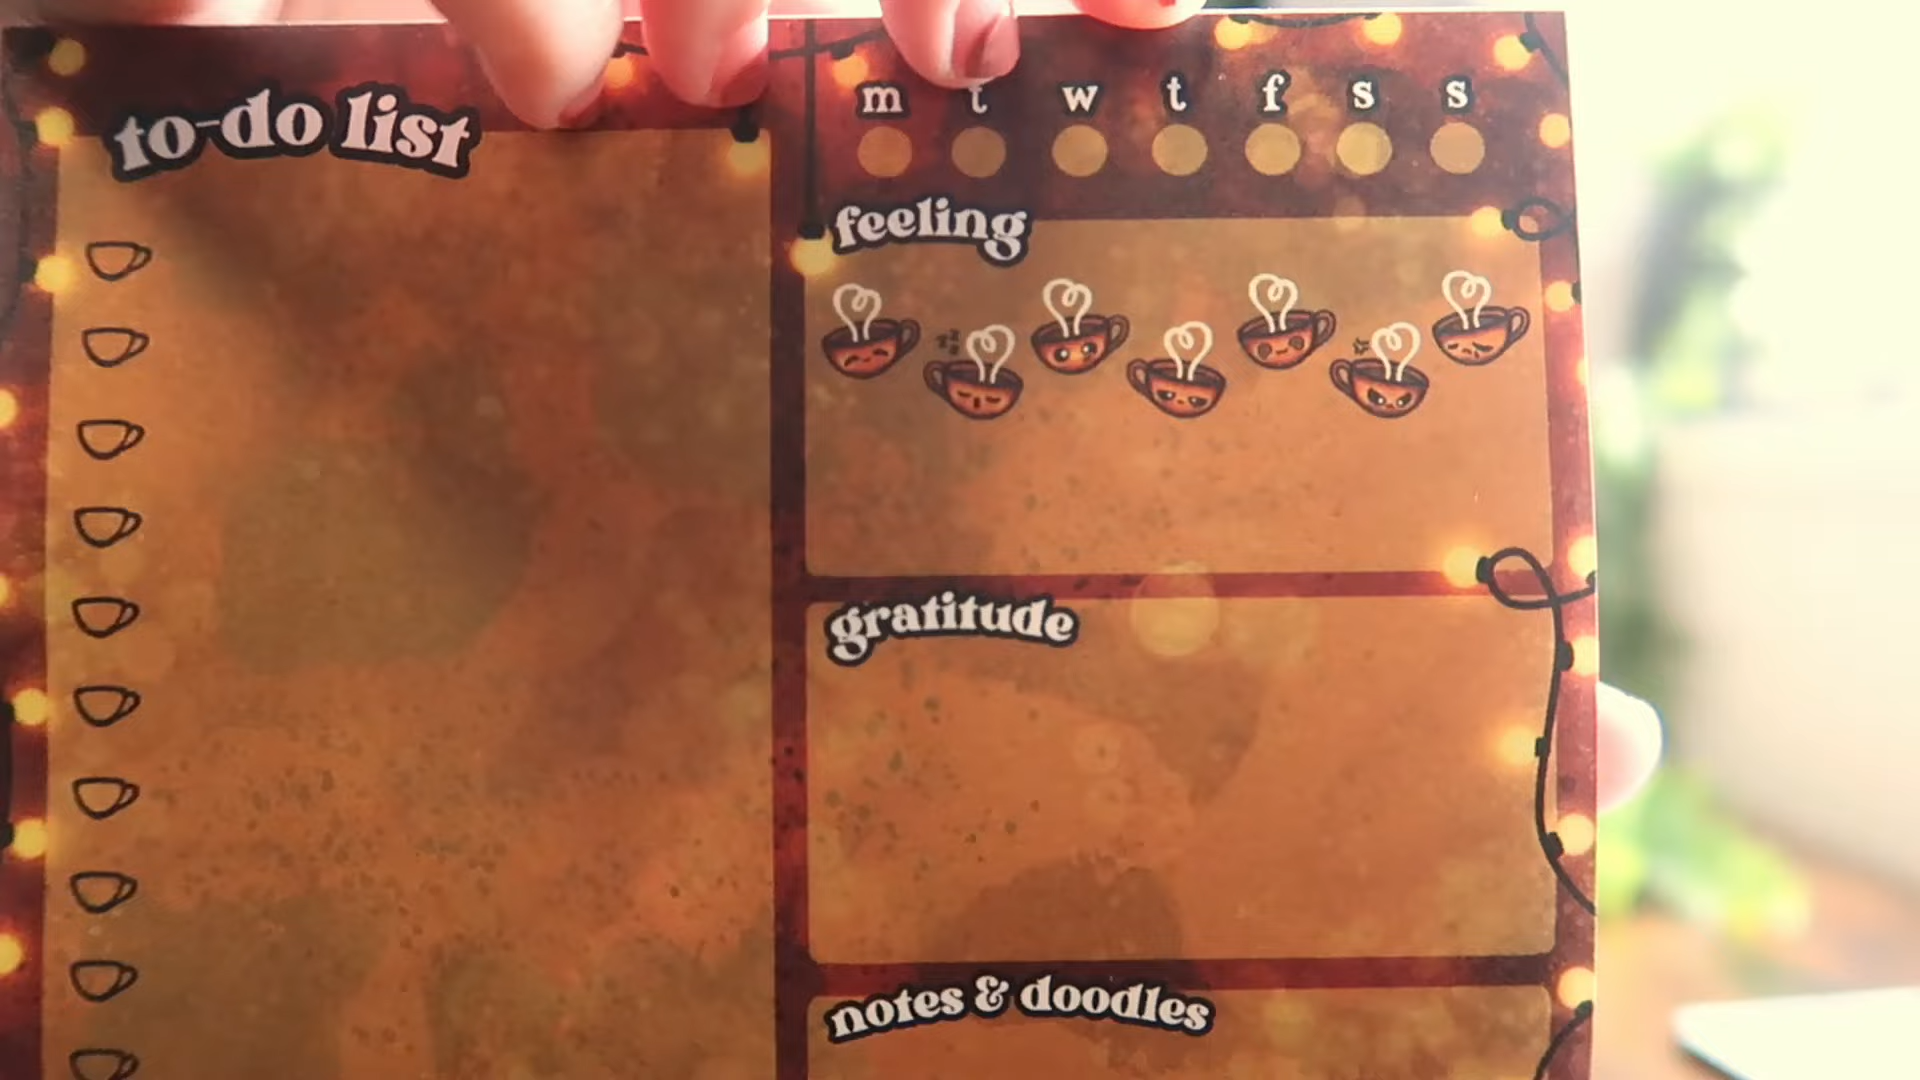 to-do list
m t w t f s s
feeling
gratitude
notes & doodles